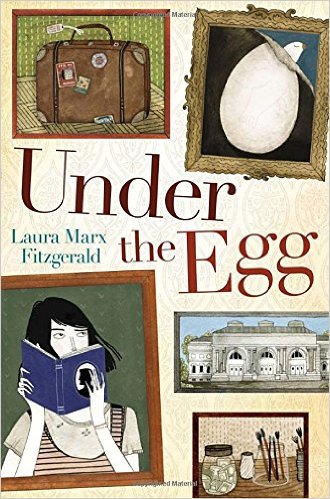 Under
Laura Marx
the
Fitzgerald
Egg